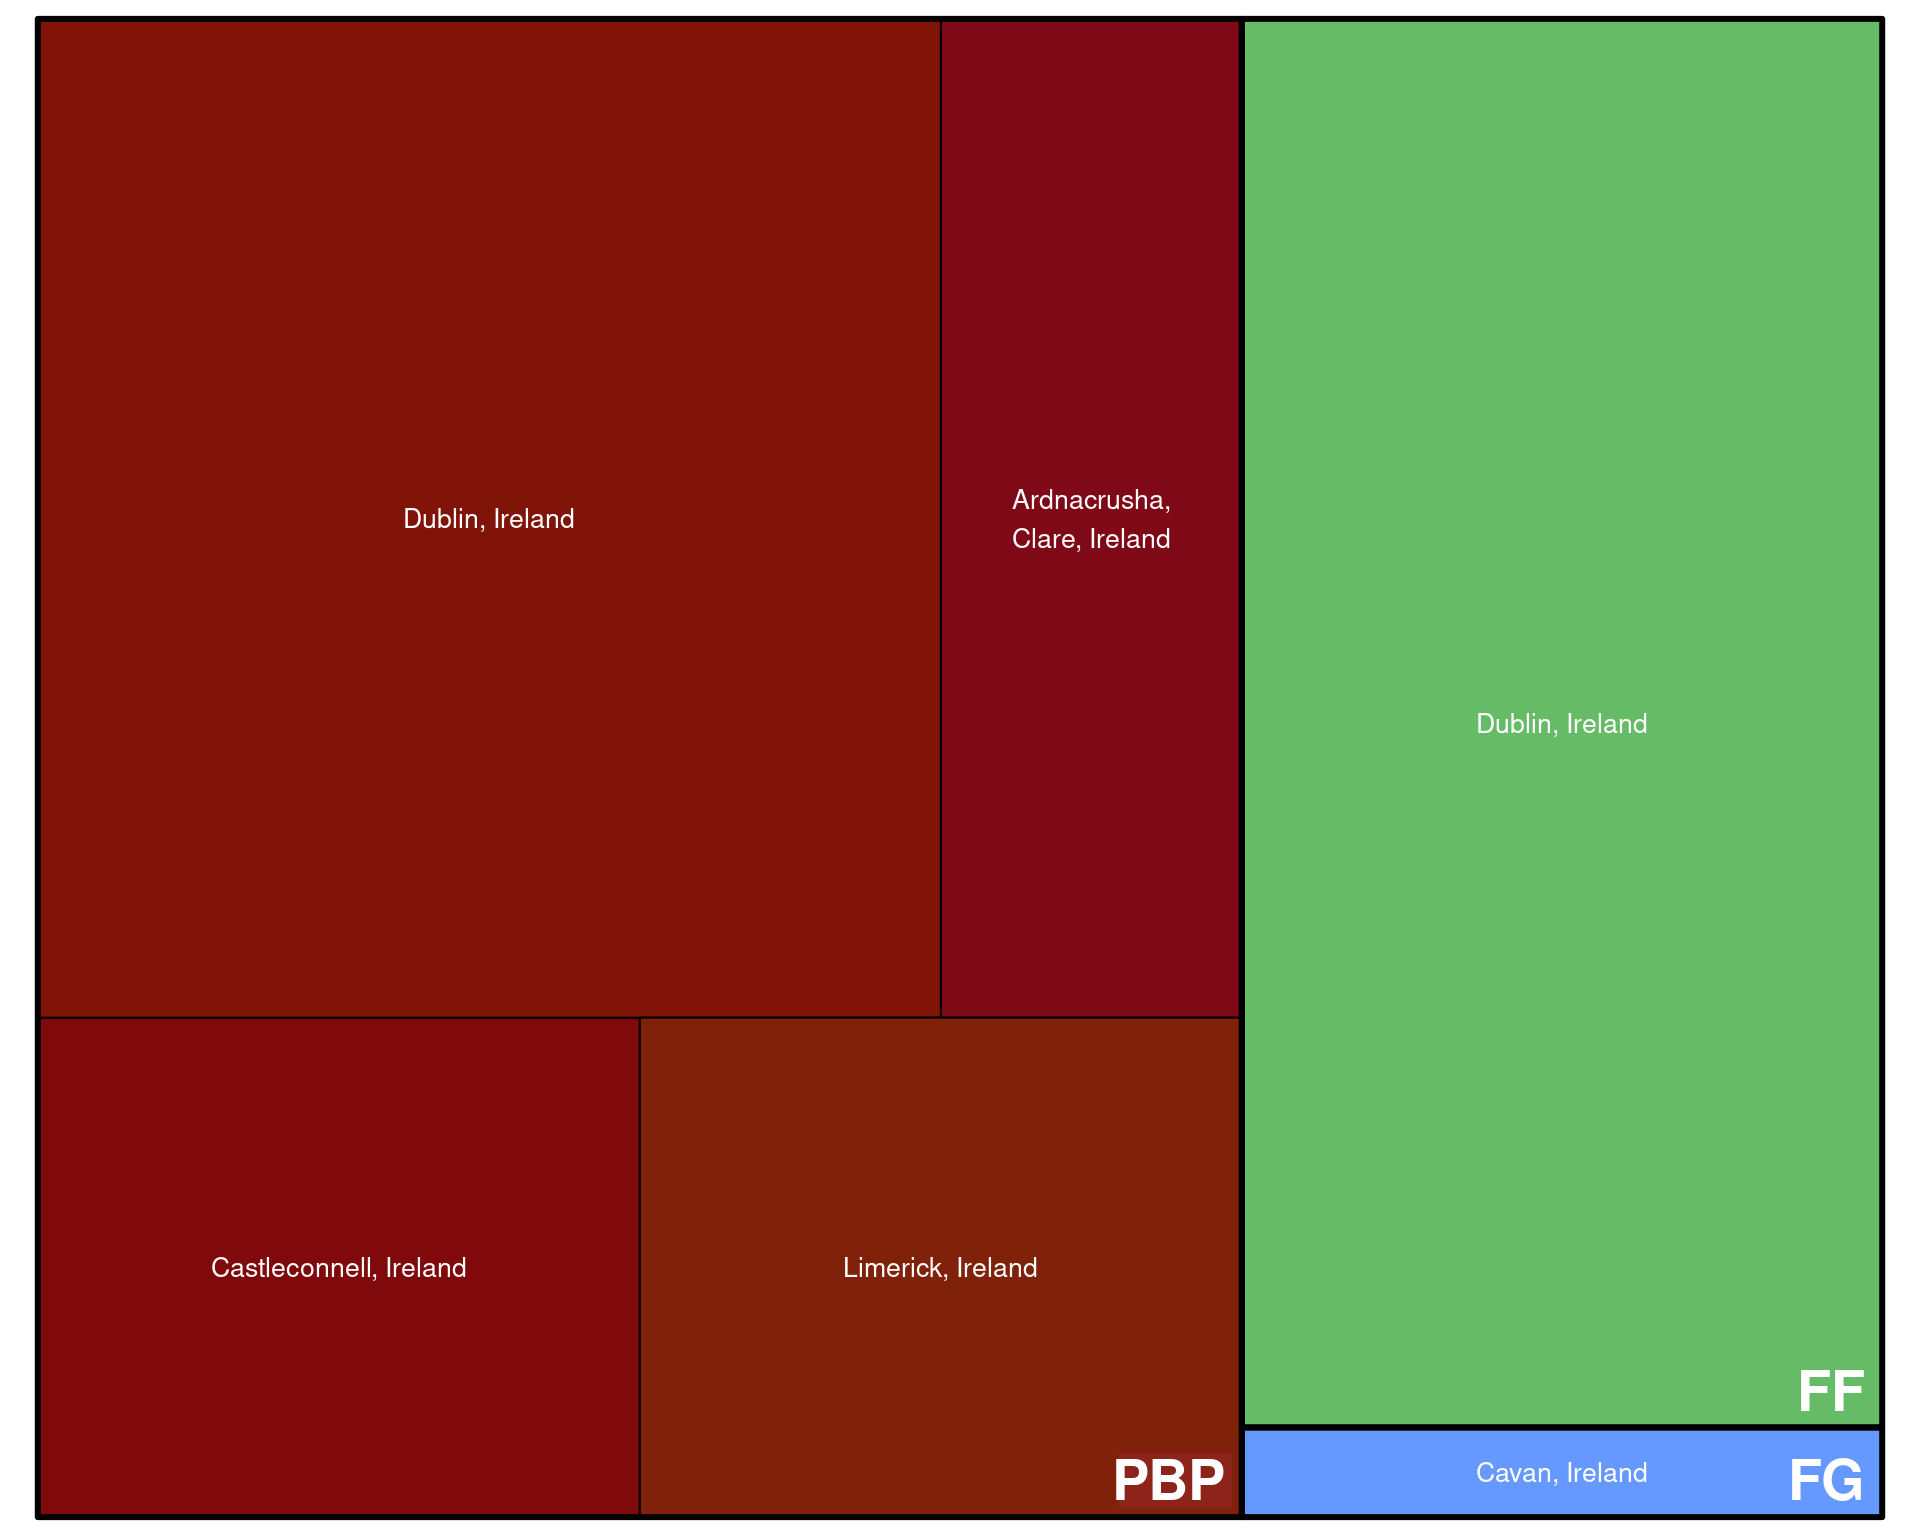 Dublin, Ireland
Ardnacrusha,
Clare, Ireland
Castleconnell, Ireland
Limerick, Ireland
PBP
Dublin, Ireland
FF
Cavan, Ireland
FG